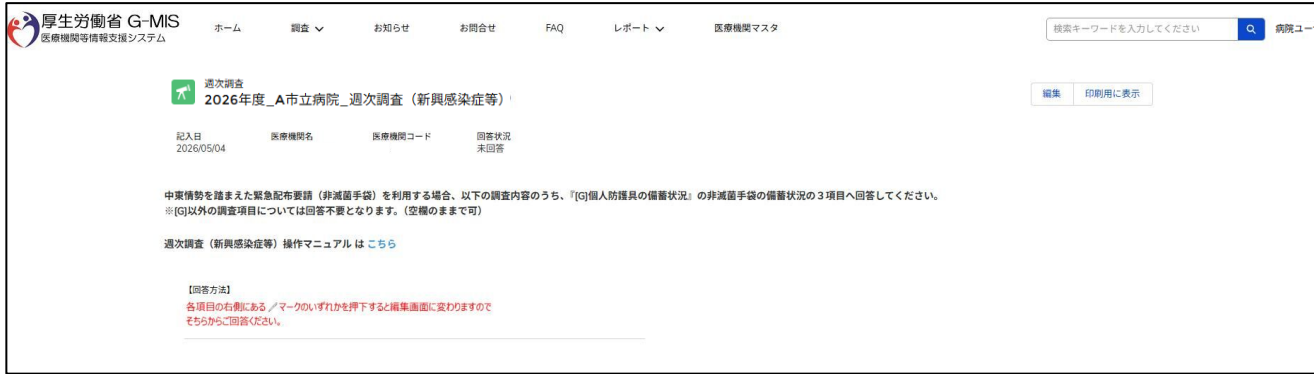 厚生労働省 G-MIS
医療機関等情報支援システム
ホーム 調査 お知らせ お問合せ FAQ レポート 医療機関マスタ
検索キーワードを入力してください
病院ユー
週次調査
2026年度_A市立病院_週次調査（新興感染症等）
編集 印刷用に表示
記入日 医療機関名 医療機関コード 回答状況
2026/05/04 未回答
中東情勢を踏まえた緊急配布要請（非滅菌手袋）を利用する場合、以下の調査内容のうち、『[G]個人防護具の備蓄状況』の非滅菌手袋の備蓄状況の３項目へ回答してください。
※[G]以外の調査項目については回答不要となります。（空欄のままで可）
週次調査（新興感染症等）操作マニュアル は こちら
【回答方法】
各項目の右側にある／マークのいずれかを押下すると編集画面に変わりますので
そちらからご回答ください。